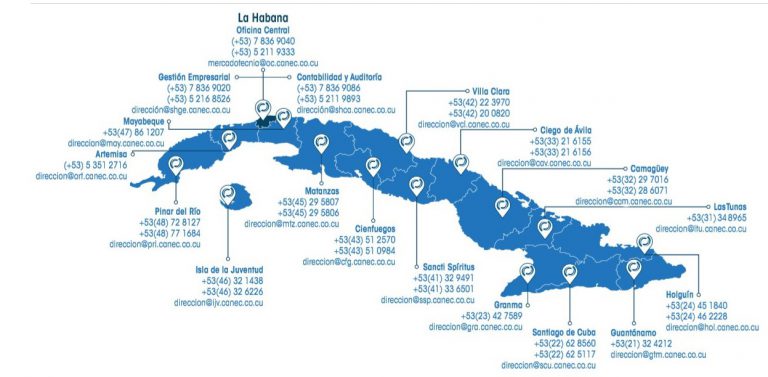 La Habana
Oficina Central
(+53) 7 836 9040
(+53) 5 211 9333
mercadotecnia@oc.canec.co.cu
Gestión Empresarial
(+53) 7 836 9020
(+53) 5 216 8526
dirección@shge.canec.co.cu
Contabilidad y Auditoría
(+53) 7 836 9086
(+53) 5 211 9893
dirección@shca.canec.co.cu
Mayabeque
+53(47) 86 1207
direccion@may.canec.co.cu
Artemisa
(+53) 5 351 2716
direccion@art.canec.co.cu
Pinar del Río
+53(48) 72 8127
+53(48) 77 1684
direccion@pri.canec.co.cu
Isla de la Juventud
+53(46) 32 1438
+53(46) 32 6226
direccion@ijv.canec.co.cu
Matanzas
+53(45) 29 5807
+53(45) 29 5806
direccion@mtz.canec.co.cu
Cienfuegos
+53(43) 51 2570
+53(43) 51 0984
direccion@cfg.canec.co.cu
Villa Clara
+53(42) 22 3970
+53(42) 20 0820
direccion@vcl.canec.co.cu
Sancti Spíritus
+53(41) 32 9491
+53(41) 33 6501
direccion@ssp.canec.co.cu
Ciego de Ávila
+53(33) 21 6155
+53(33) 21 6156
direccion@cav.canec.co.cu
Camagüey
+53(32) 29 7016
+53(32) 28 6071
direccion@cam.canec.co.cu
LasTunas
+53(31) 34 8965
direccion@ltu.canec.co.cu
Granma
+53(23) 42 7589
direccion@gra.canec.co.cu
Santiago de Cuba
+53(22) 62 8560
+53(22) 62 5117
direccion@scu.canec.co.cu
Guantánamo
+53(21) 32 4212
direccion@gtm.canec.co.cu
Holguín
+53(24) 45 1840
+53(24) 46 2228
direccion@hol.canec.co.cu